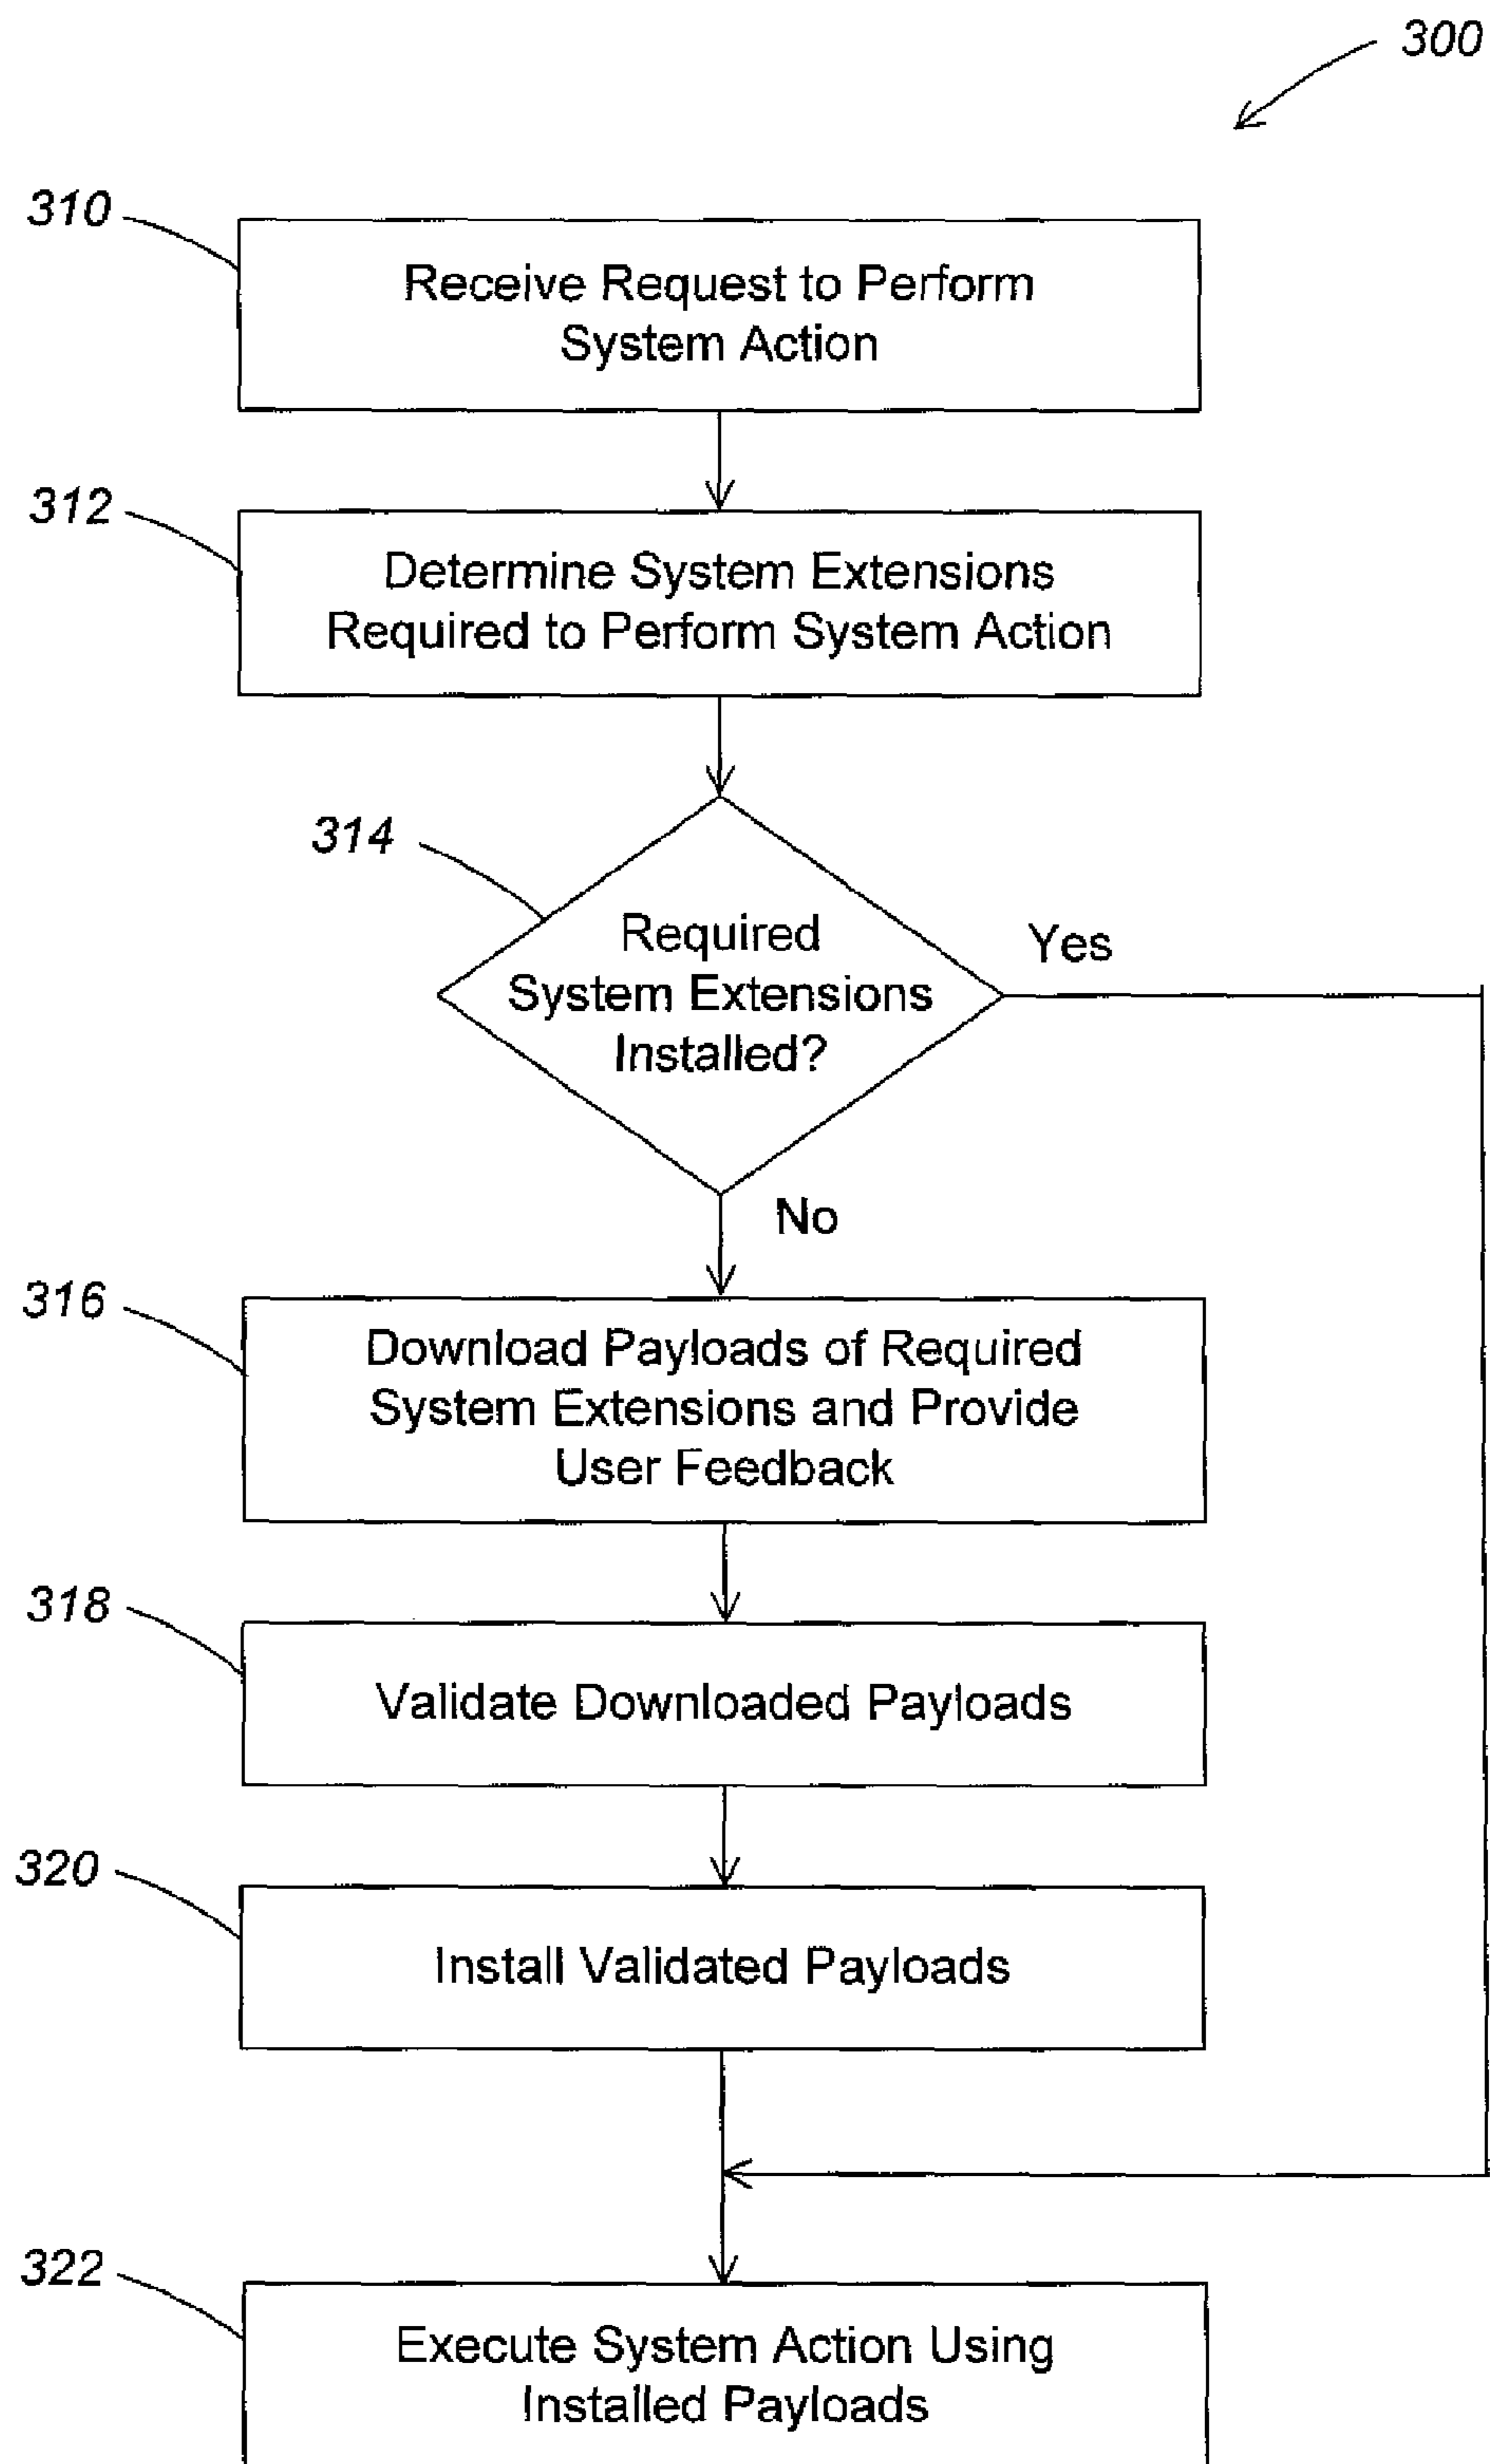 300
310
Receive Request to Perform
System Action
312
Determine System Extensions
Required to Perform System Action
314
Required
System Extensions
Installed?
Yes
No
316
Download Payloads of Required
System Extensions and Provide
User Feedback
318
Validate Downloaded Payloads
320
Install Validated Payloads
322
Execute System Action Using
Installed Payloads